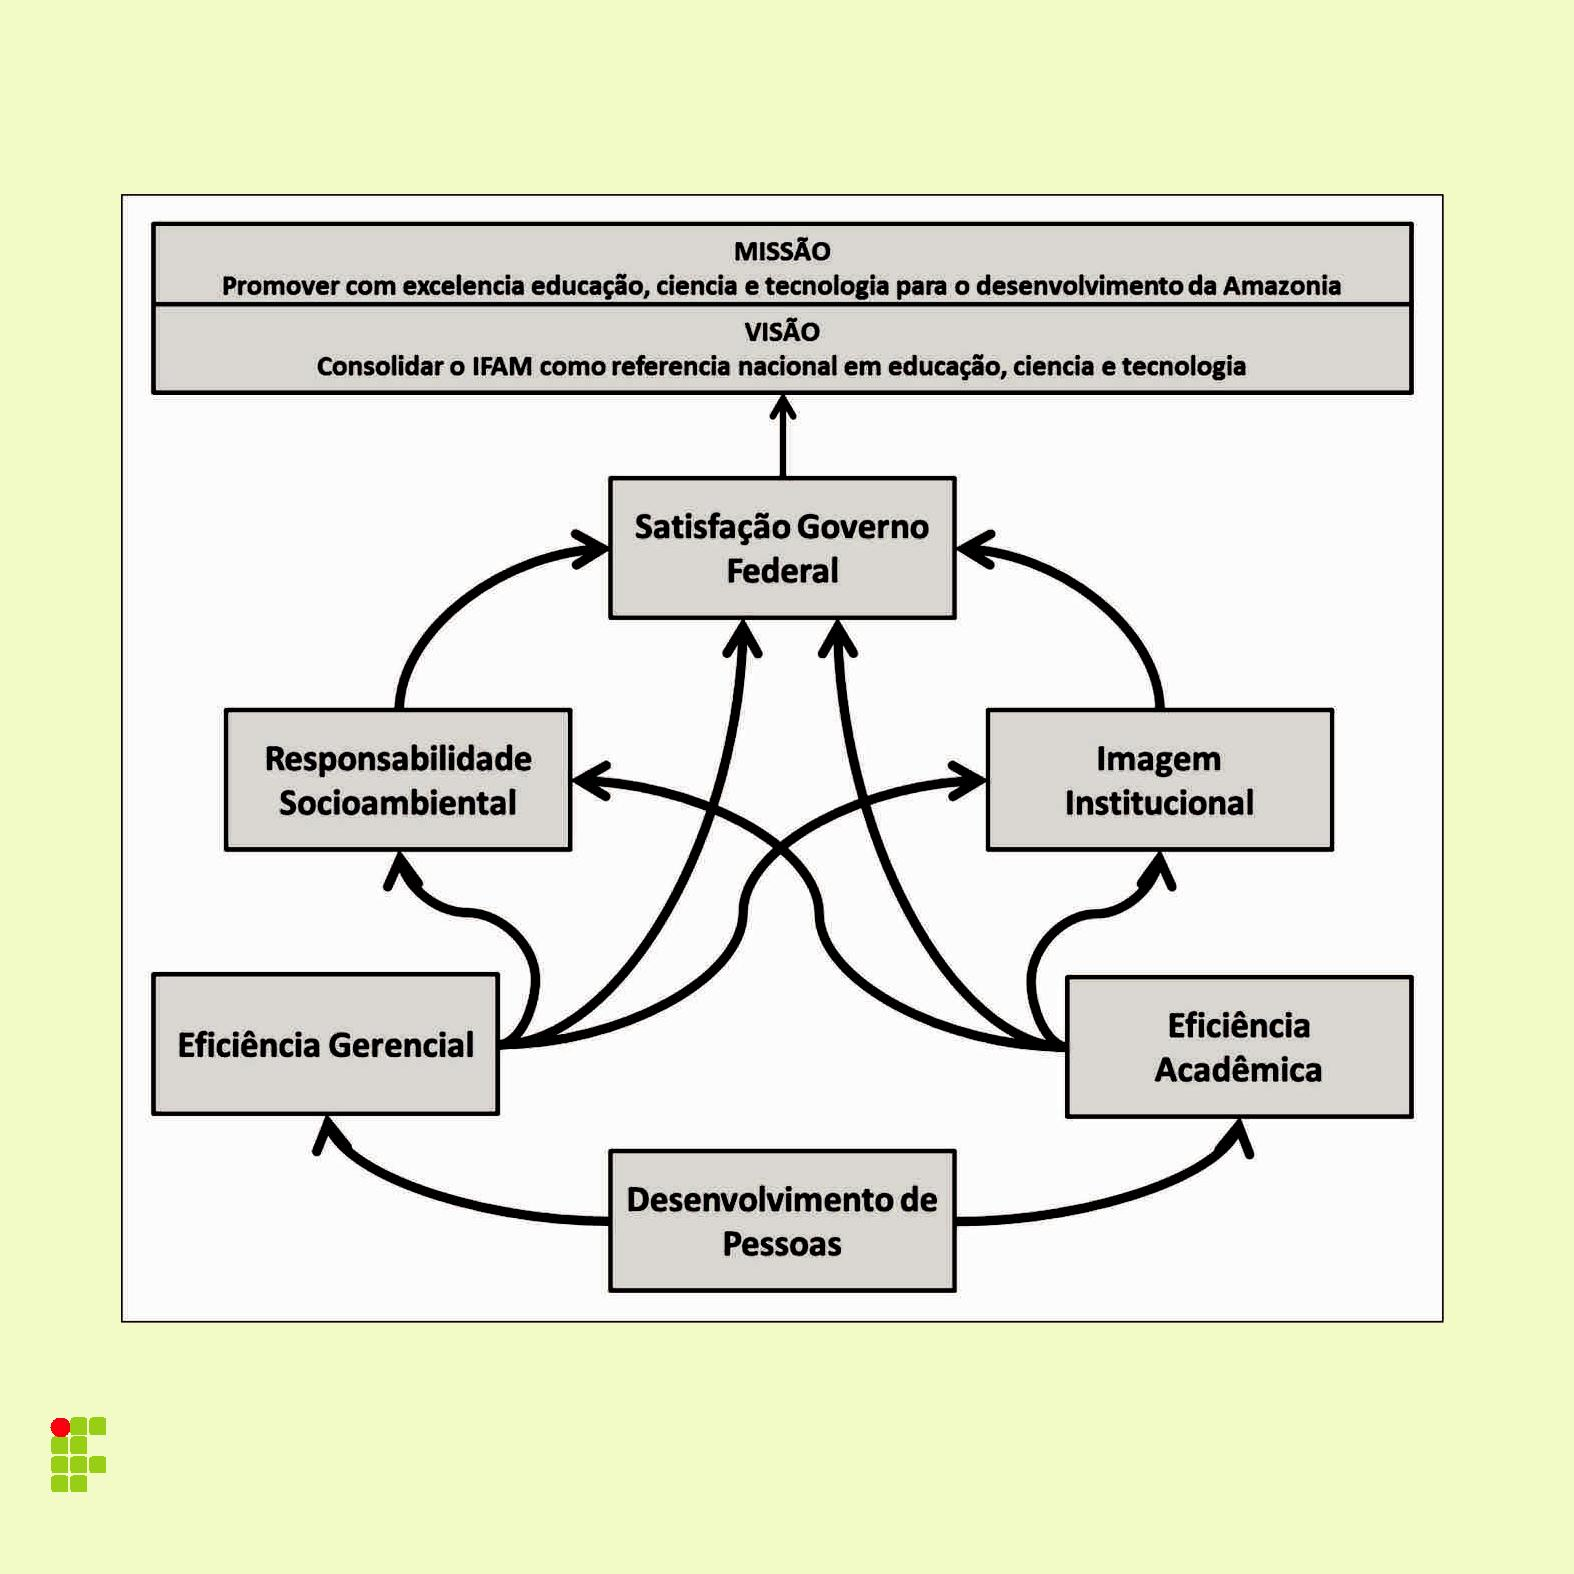 MISSÃO
Promover com excelencia educação, ciencia e tecnologia para o desenvolvimento da Amazonia
VISÃO
Consolidar o IFAM como referencia nacional em educação, ciencia e tecnologia
Satisfação Governo
Federal
Responsabilidade
Socioambiental
Imagem
Institucional
Eficiência Gerencial
Eficiência
Acadêmica
Desenvolvimento de
Pessoas